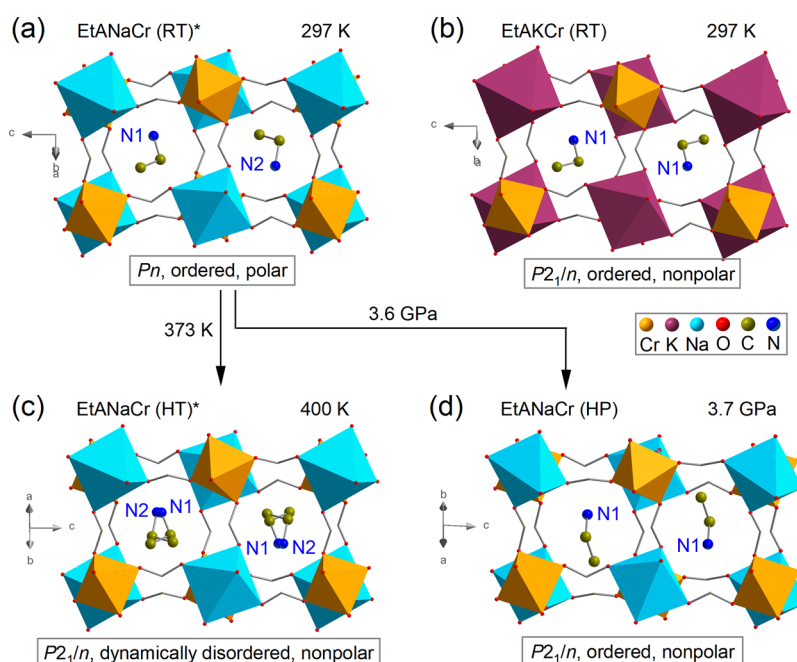 (a) EtANaCr (RT)* 297 K
(b) EtAKCr (RT) 297 K
c
b
a
N1
N2
c
b
a
N1
N1
Pn, ordered, polar
P2₁/n, ordered, nonpolar
373 K
3.6 GPa
Cr K Na O C N
(c) EtANaCr (HT)* 400 K
(d) EtANaCr (HP) 3.7 GPa
a
c
b
N2 N1
N1 N2
b
c
a
N1
N1
P2₁/n, dynamically disordered, nonpolar
P2₁/n, ordered, nonpolar